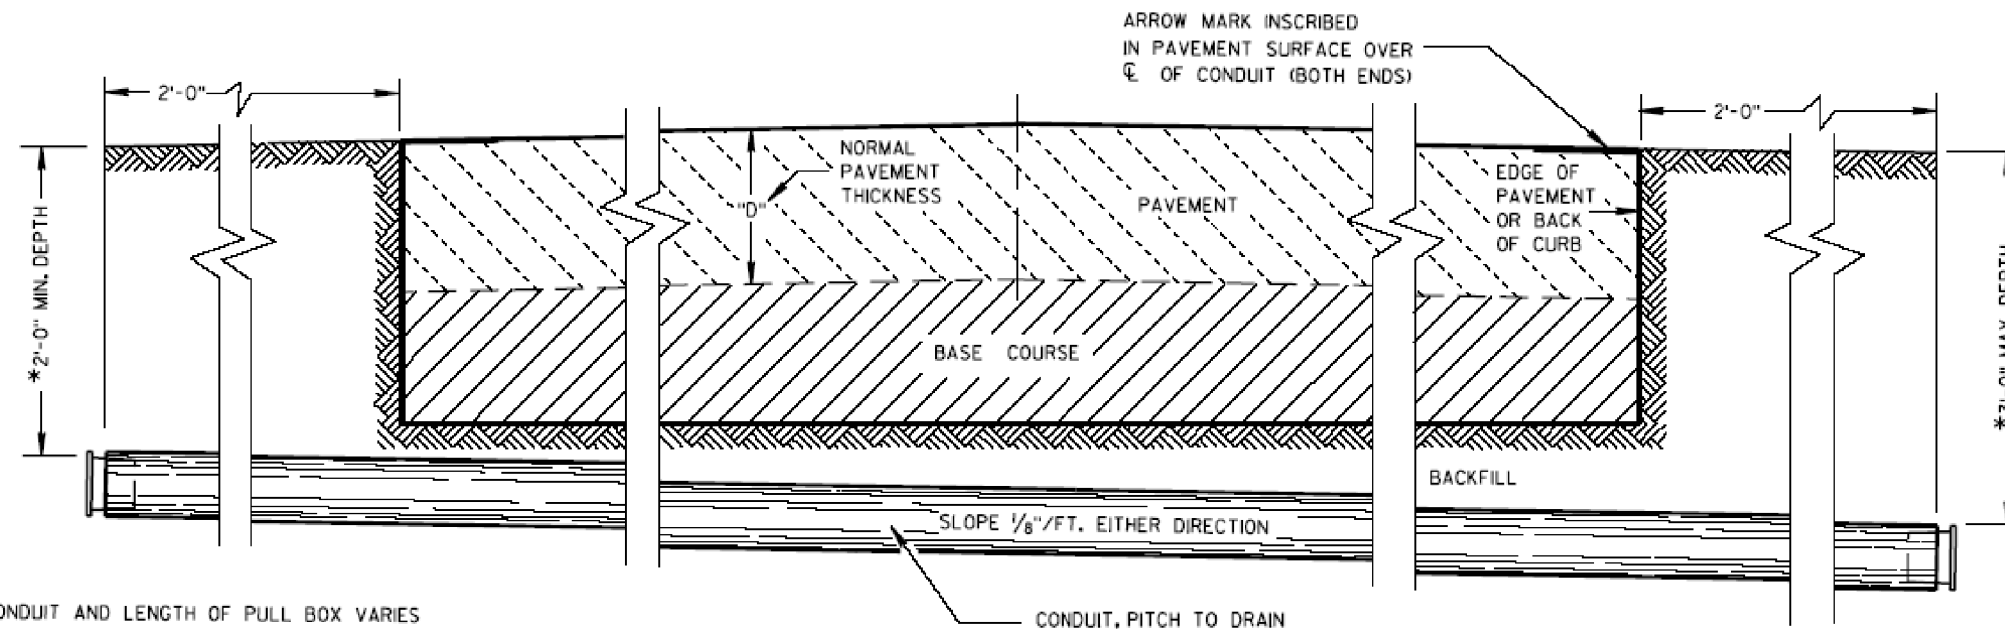 ARROW MARK INSCRIBED
IN PAVEMENT SURFACE OVER
℄ OF CONDUIT (BOTH ENDS)
2'-0"
2'-0"
NORMAL
PAVEMENT
THICKNESS
"D"
PAVEMENT
EDGE OF
PAVEMENT
OR BACK
OF CURB
*2'-0" MIN. DEPTH
BASE COURSE
BACKFILL
SLOPE 1/8"/FT. EITHER DIRECTION
AND LENGTH OF PULL BOX VARIES
CONDUIT, PITCH TO DRAIN